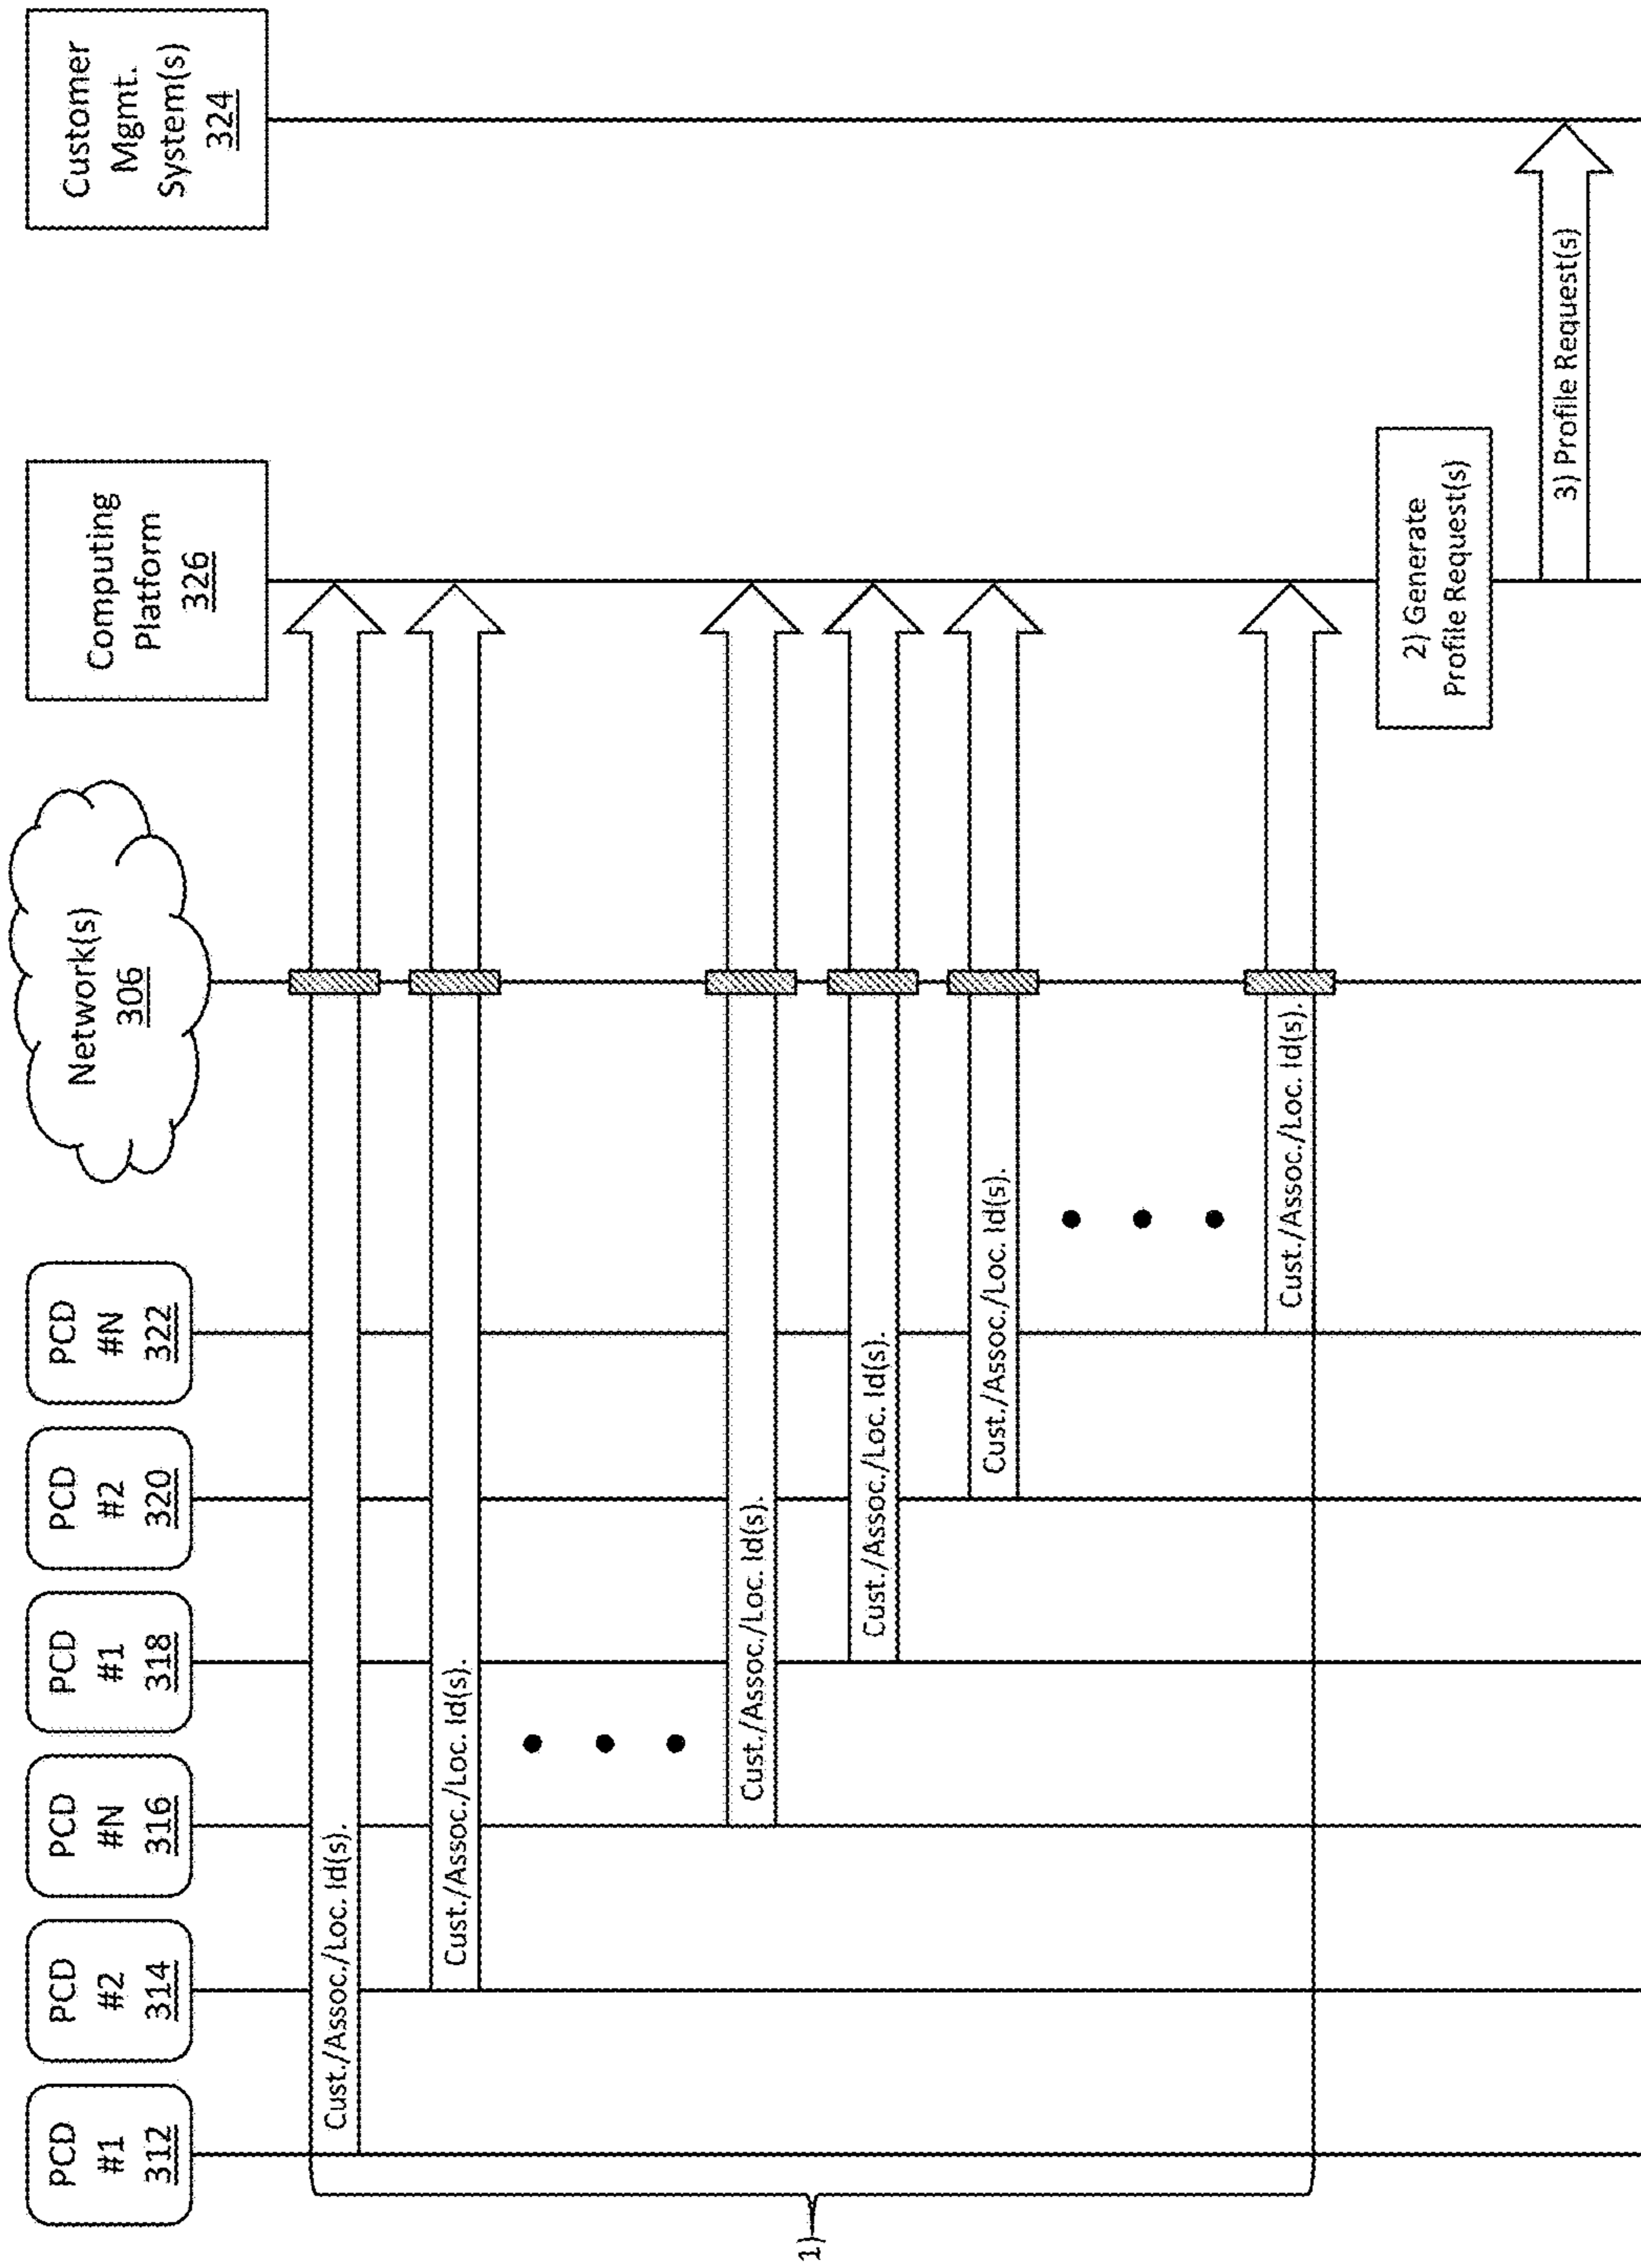 PCD
#1
312
PCD
#2
314
PCD
#N
316
PCD
#1
318
PCD
#2
320
PCD
#N
322
Network(s)
306
Computing
Platform
326
Customer
Mgmt.
System(s)
324
1)
Cust./Assoc./Loc. Id(s).
Cust./Assoc./Loc. Id(s).
Cust./Assoc./Loc. Id(s).
Cust./Assoc./Loc. Id(s).
Cust./Assoc./Loc. Id(s).
Cust./Assoc./Loc. Id(s).
2) Generate
Profile Request(s)
3) Profile Request(s)